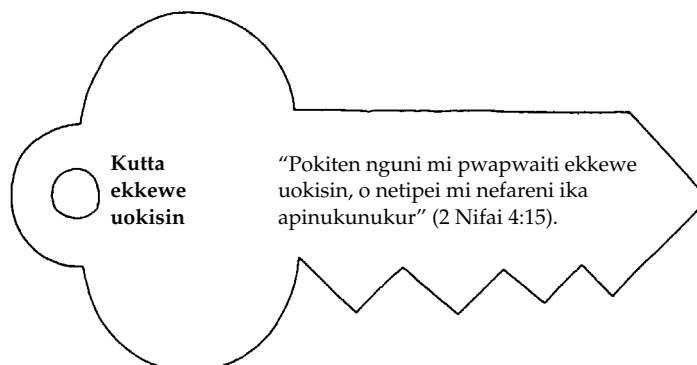 Kutta
ekkewe
uokisin
“Pokiten nguni mi pwapwaiti ekkewe
uokisin, o netipei mi nefareni ika
apinukunukur” (2 Nifai 4:15).